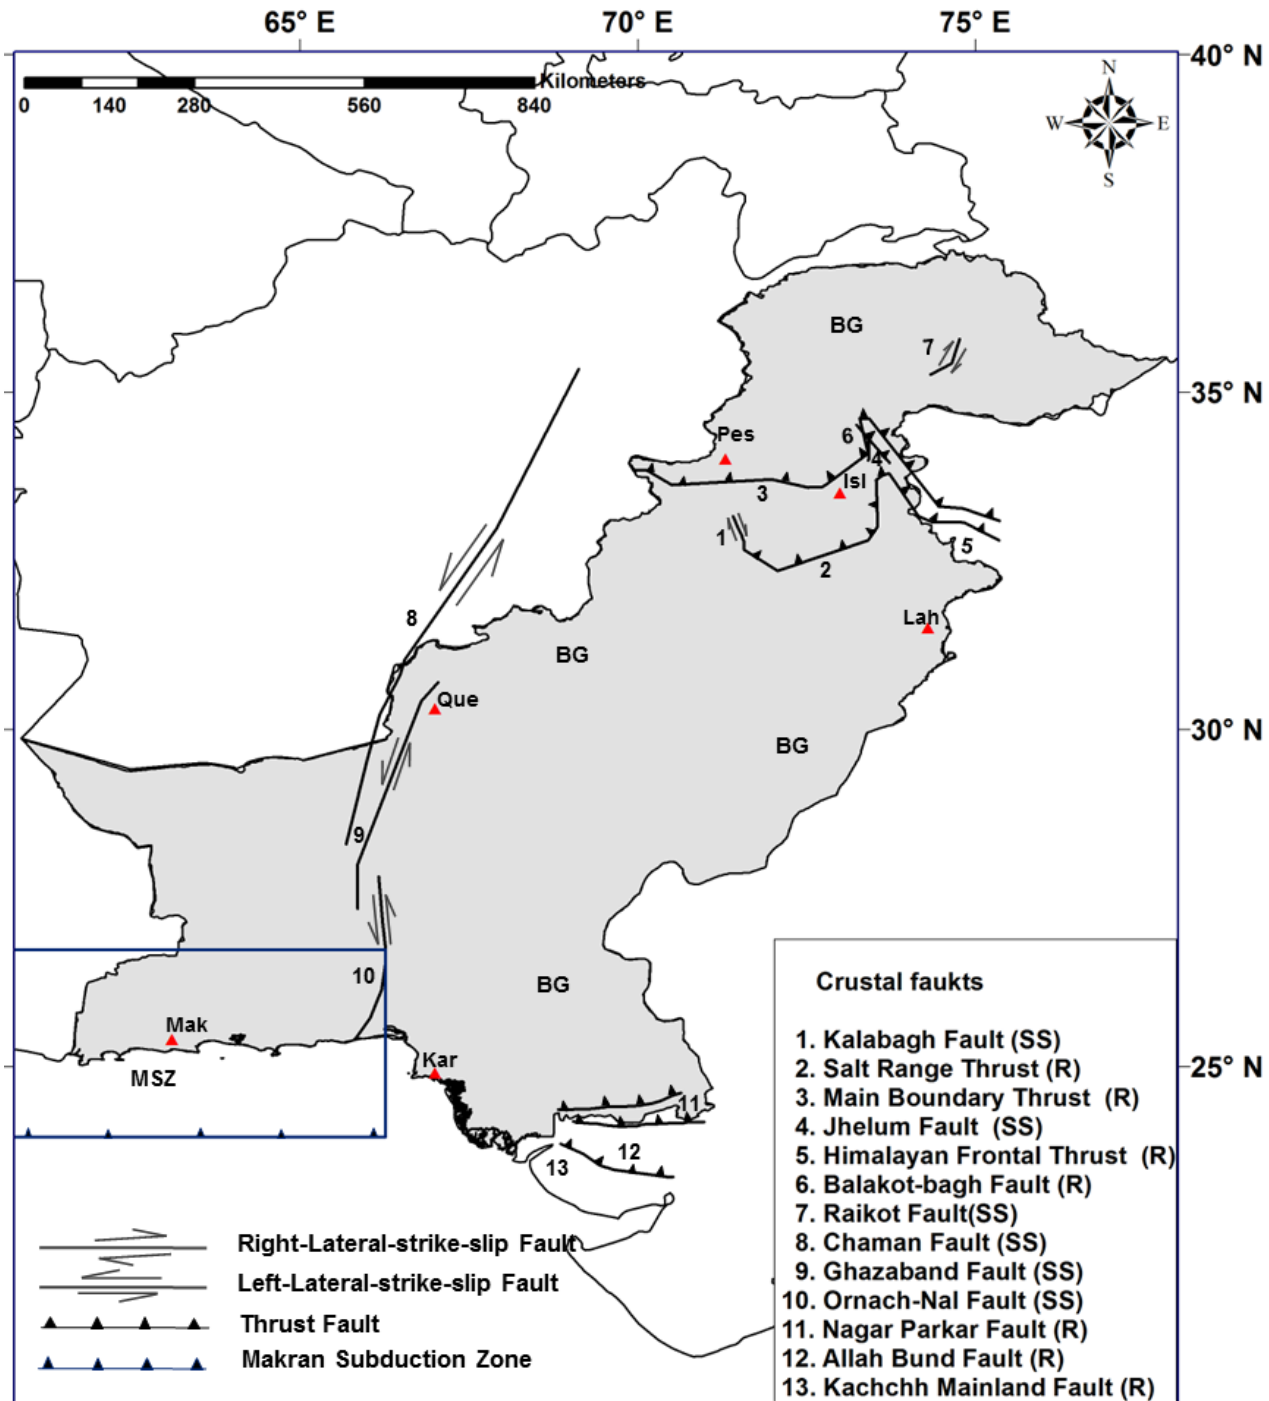 65° E 70° E 75° E
40° N
Kilometers
0 140 280 560 840
N
W E
S
BG
7
35° N
Pes
6
4
Isl
3
1
5
2
8
Lah
BG
Que
30° N
BG
9
10
BG
Mak
Kar
MSZ
25° N
11
12
13
Crustal faukts
1. Kalabagh Fault (SS)
2. Salt Range Thrust (R)
3. Main Boundary Thrust (R)
4. Jhelum Fault (SS)
5. Himalayan Frontal Thrust (R)
6. Balakot-bagh Fault (R)
7. Raikot Fault(SS)
8. Chaman Fault (SS)
9. Ghazaband Fault (SS)
10. Ornach-Nal Fault (SS)
11. Nagar Parkar Fault (R)
12. Allah Bund Fault (R)
13. Kachchh Mainland Fault (R)
Right-Lateral-strike-slip Fault
Left-Lateral-strike-slip Fault
Thrust Fault
Makran Subduction Zone